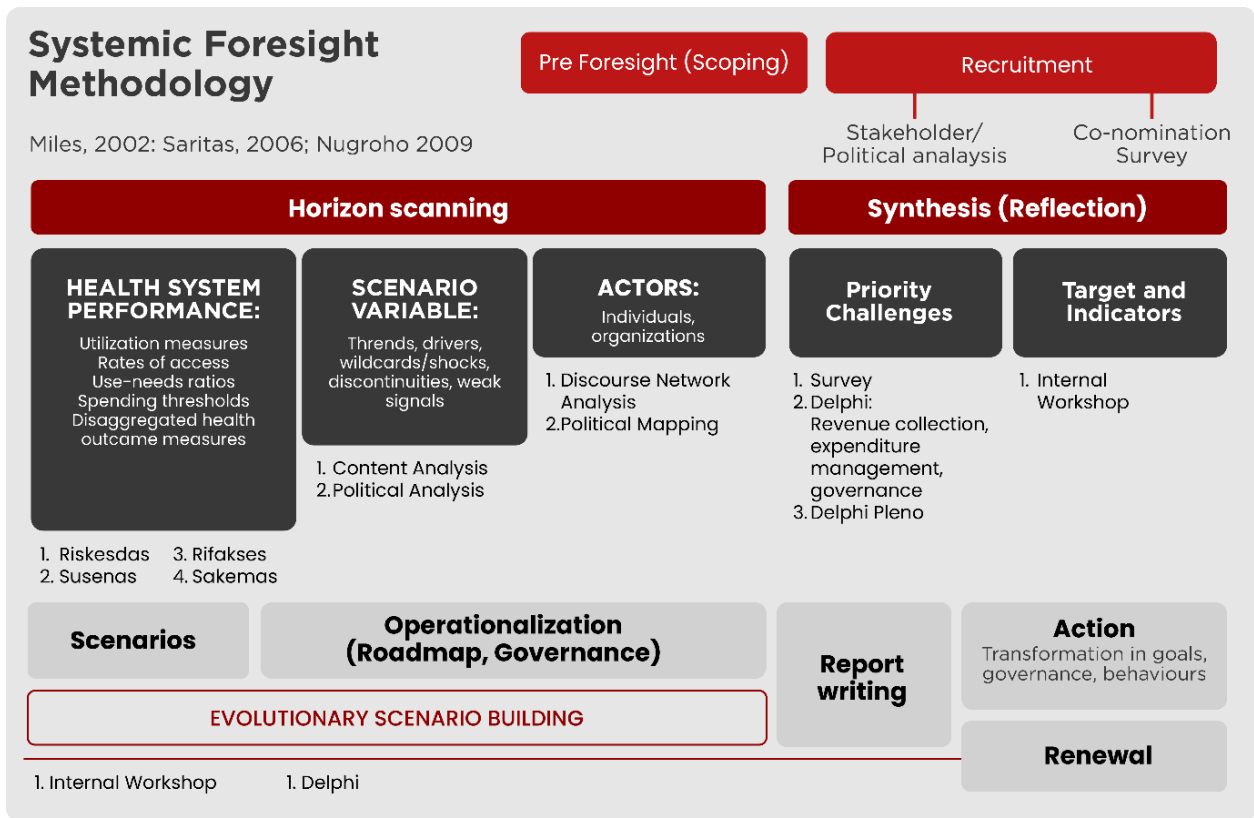 Systemic Foresight
Methodology
Miles, 2002: Saritas, 2006; Nugroho 2009
Pre Foresight (Scoping)
Recruitment
Stakeholder/
Political analaysis
Co-nomination
Survey
Horizon scanning
Synthesis (Reflection)
HEALTH SYSTEM
PERFORMANCE:
Utilization measures
Rates of access
Use-needs ratios
Spending thresholds
Disaggregated health
outcome measures
1. Riskesdas
2. Susenas
3. Rifakses
4. Sakemas
SCENARIO
VARIABLE:
Thrends, drivers,
wildcards/shocks,
discontinuities, weak
signals
1. Content Analysis
2. Political Analysis
ACTORS:
Individuals,
organizations
1. Discourse Network
Analysis
2. Political Mapping
Priority
Challenges
1. Survey
2. Delphi:
Revenue collection,
expenditure
management,
governance
3. Delphi Pleno
Target and
Indicators
1. Internal
Workshop
Scenarios
Operationalization
(Roadmap, Governance)
EVOLUTIONARY SCENARIO BUILDING
1. Internal Workshop
1. Delphi
Report
writing
Action
Transformation in goals,
governance, behaviours
Renewal